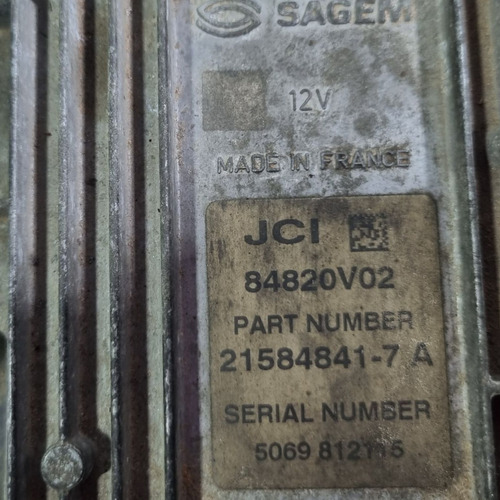 SAGEM
12V
MADE IN FRANCE
JCI
84820V02
PART NUMBER
21584841-7 A
SERIAL NUMBER
5069